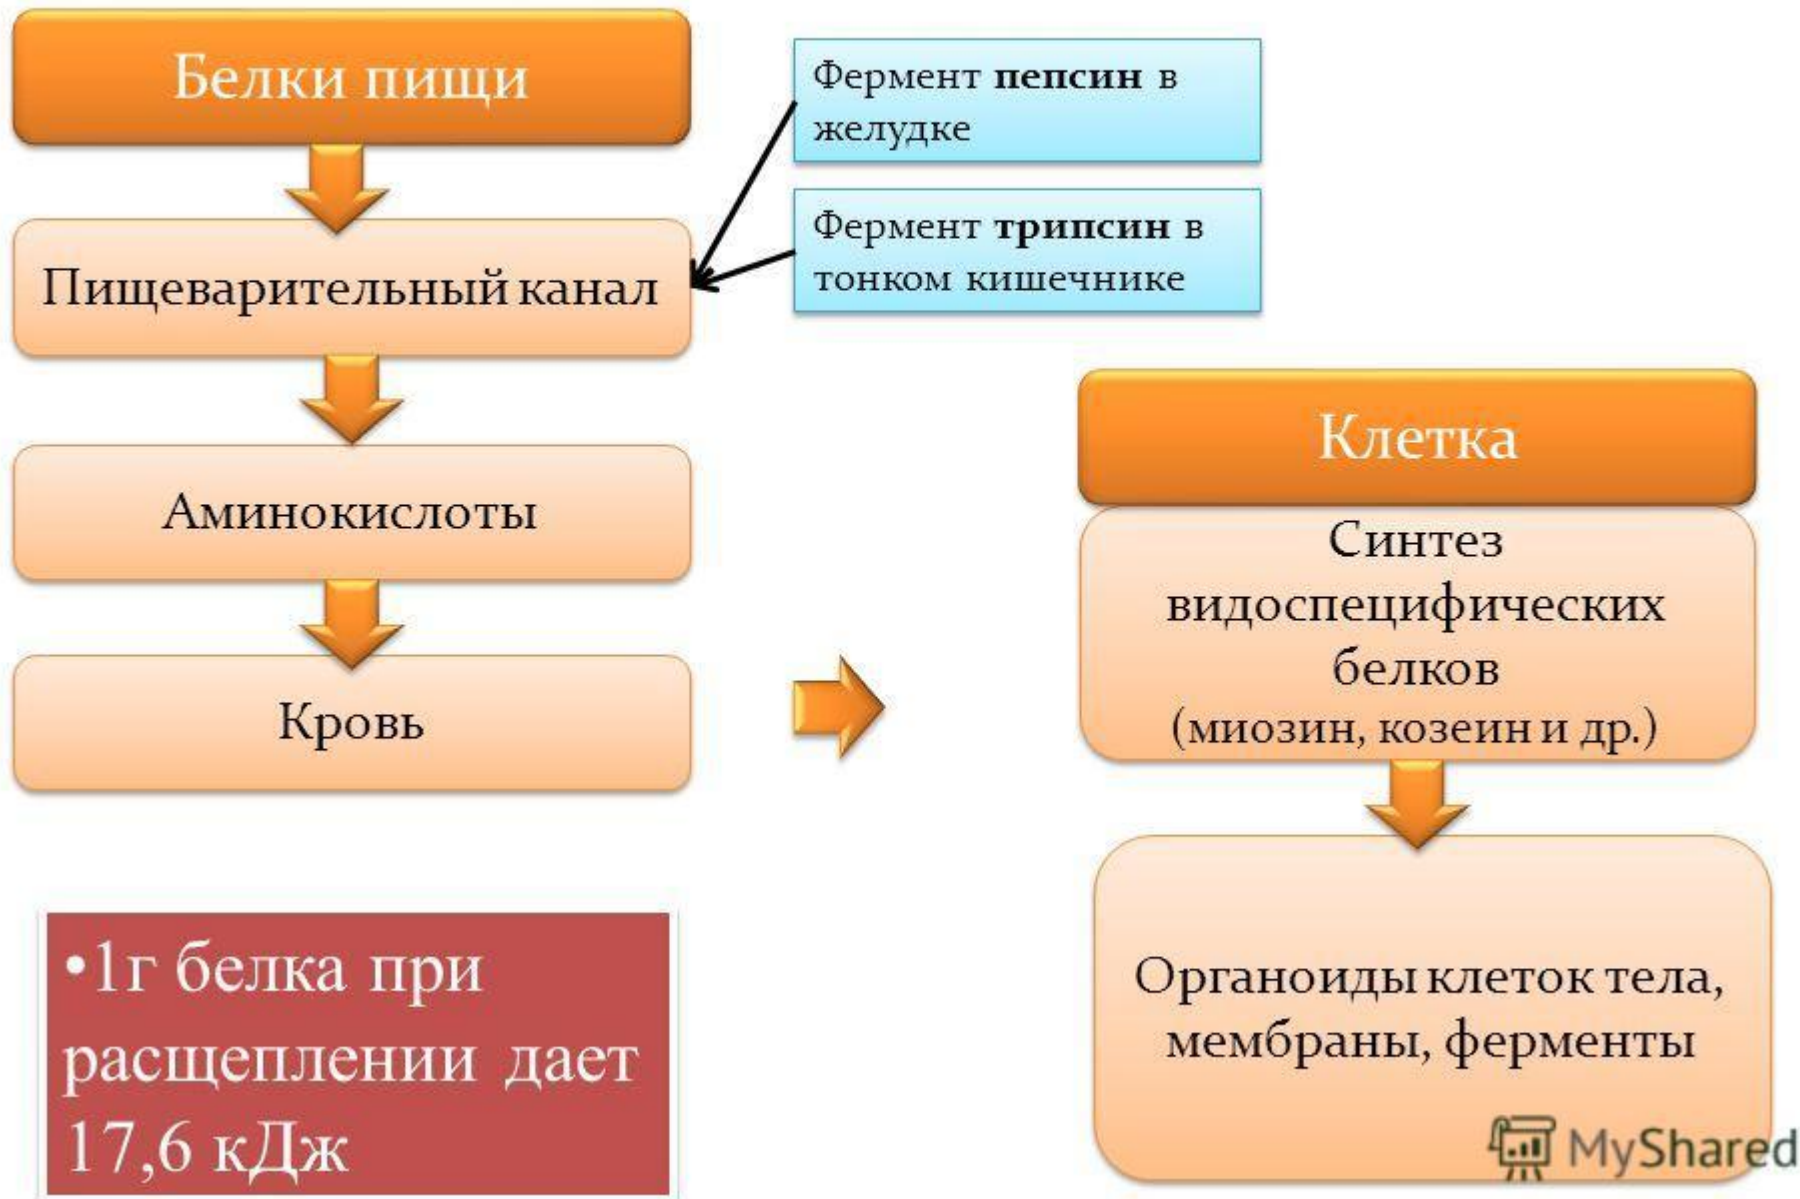 Белки пищи
Фермент пепсин в
желудке
Фермент трипсин в
тонком кишечнике
Пищеварительный канал
Аминокислоты
Кровь
Клетка
Синтез
видоспецифических
белков
(миозин, козеин и др.)
Органоиды клеток тела,
мембраны, ферменты
•1г белка при
расщеплении дает
17,6 кДж
MyShared